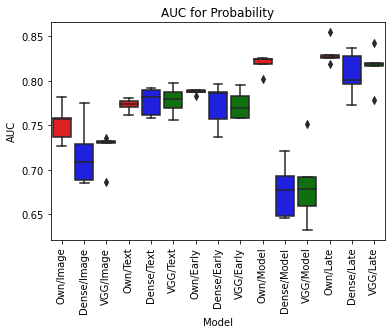 AUC for Probability
AUC
0.85
0.80
0.75
0.70
0.65
Own/Image
Dense/Image
VGG/Image
Own/Text
Dense/Text
VGG/Text
Own/Early
Dense/Early
VGG/Early
Own/Model
Dense/Model
VGG/Model
Own/Late
Dense/Late
VGG/Late
Model